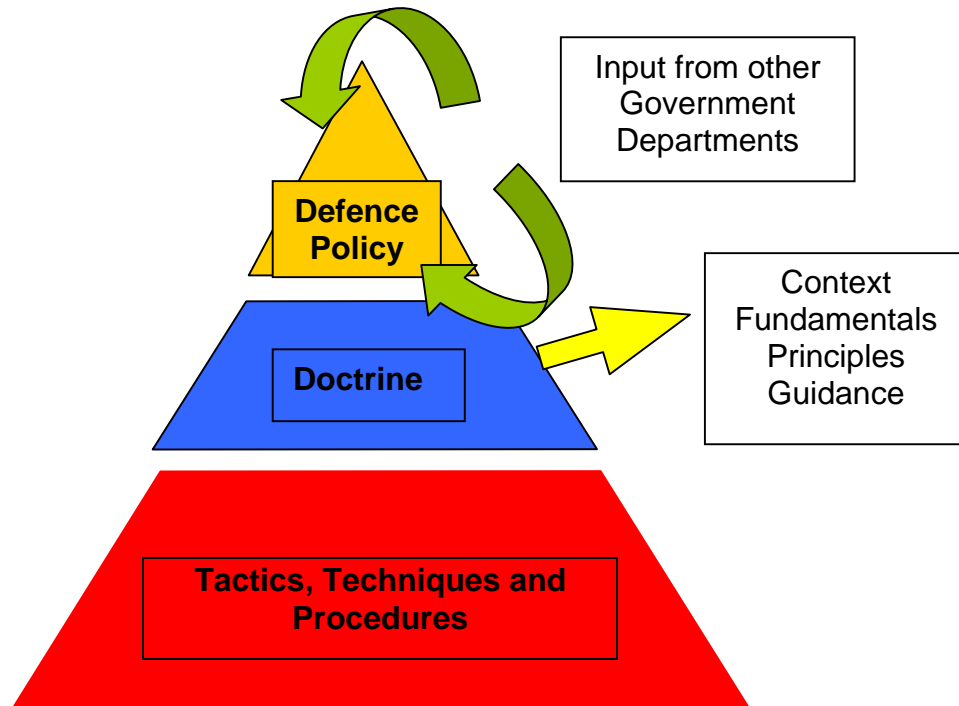 Input from other
Government
Departments
Defence
Policy
Context
Fundamentals
Principles
Guidance
Doctrine
Tactics, Techniques and
Procedures